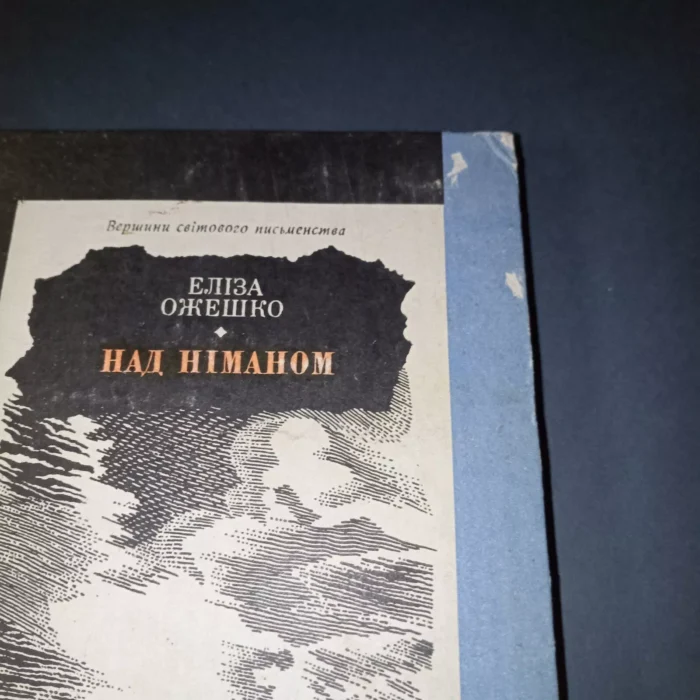 Вершини світового письменства
ЕЛІЗА
ОЖЕШКО
НАД НІМАНОМ